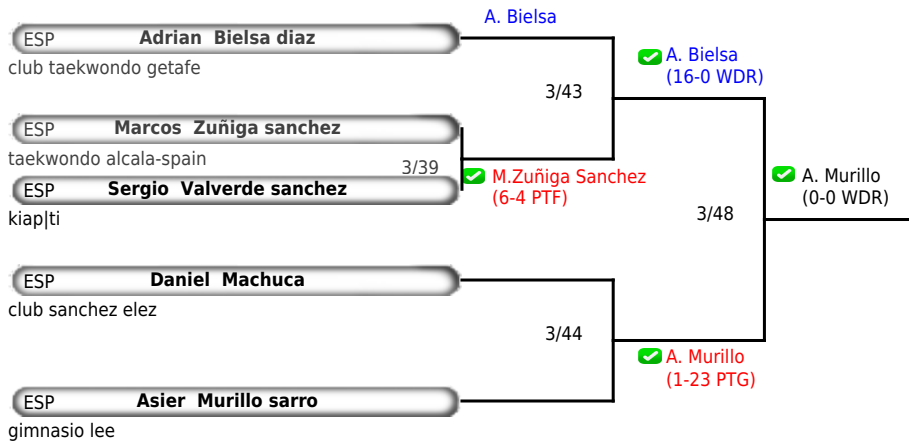 A. Bielsa
ESP Adrian Bielsa diaz
club taekwondo getafe
A. Bielsa
(16-0 WDR)
3/43
ESP Marcos Zuñiga sanchez
taekwondo alcala-spain
3/39
M.Zuñiga Sanchez
(6-4 PTF)
ESP Sergio Valverde sanchez
kiap|ti
A. Murillo
(0-0 WDR)
3/48
ESP Daniel Machuca
club sanchez elez
3/44
A. Murillo
(1-23 PTG)
ESP Asier Murillo sarro
gimnasio lee